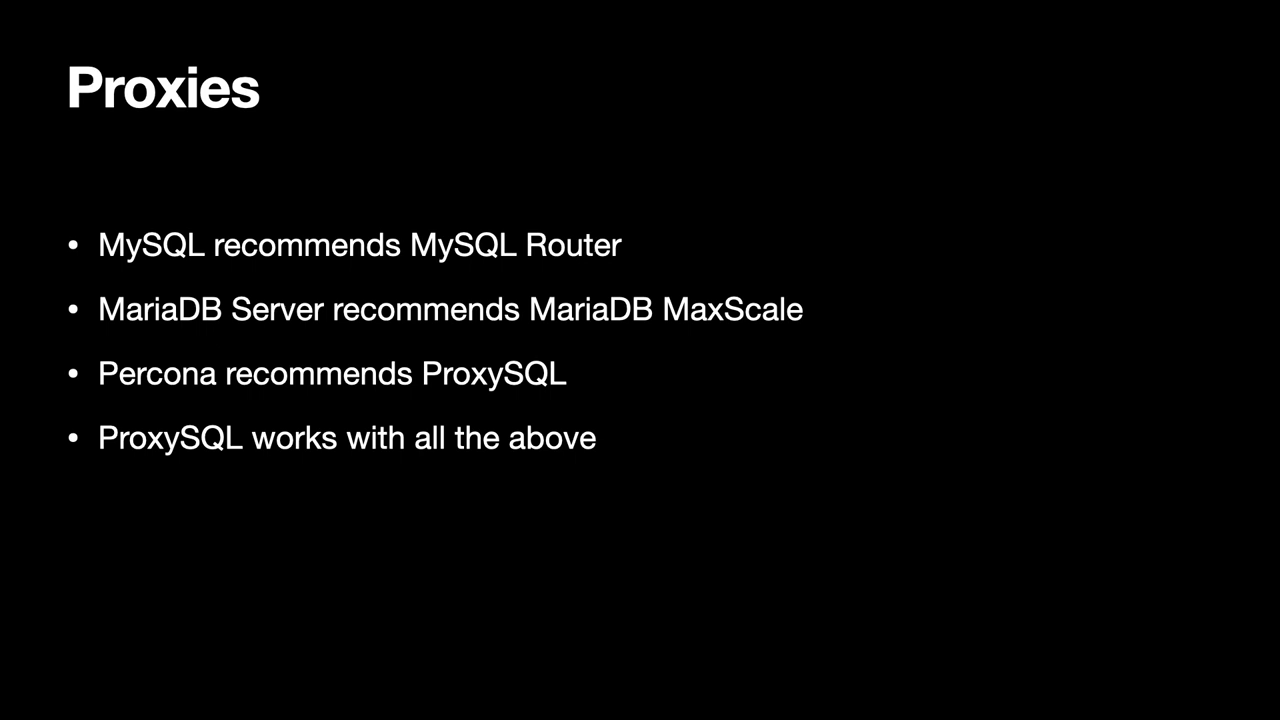 Proxies
• MySQL recommends MySQL Router
• MariaDB Server recommends MariaDB MaxScale
• Percona recommends ProxySQL
• ProxySQL works with all the above